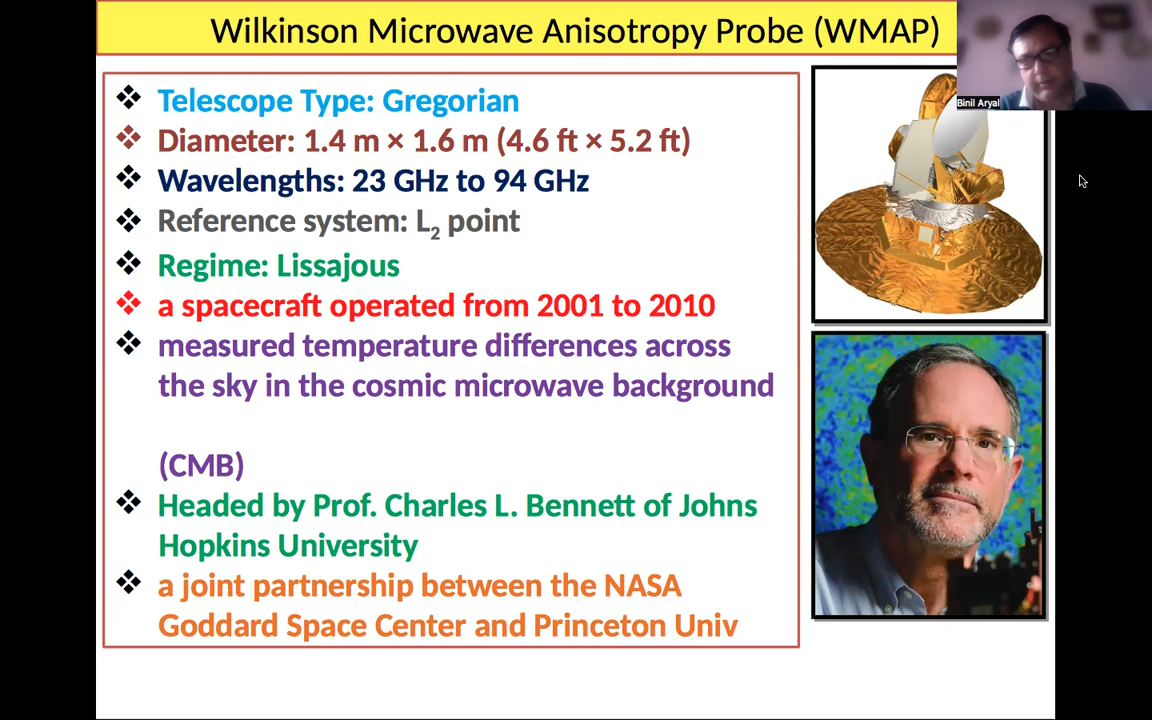 Wilkinson Microwave Anisotropy Probe (WMAP)
Binil Aryal
Telescope Type: Gregorian
Diameter: 1.4 m × 1.6 m (4.6 ft × 5.2 ft)
Wavelengths: 23 GHz to 94 GHz
Reference system: L₂ point
Regime: Lissajous
a spacecraft operated from 2001 to 2010
measured temperature differences across
the sky in the cosmic microwave background
(CMB)
Headed by Prof. Charles L. Bennett of Johns
Hopkins University
a joint partnership between the NASA
Goddard Space Center and Princeton Univ